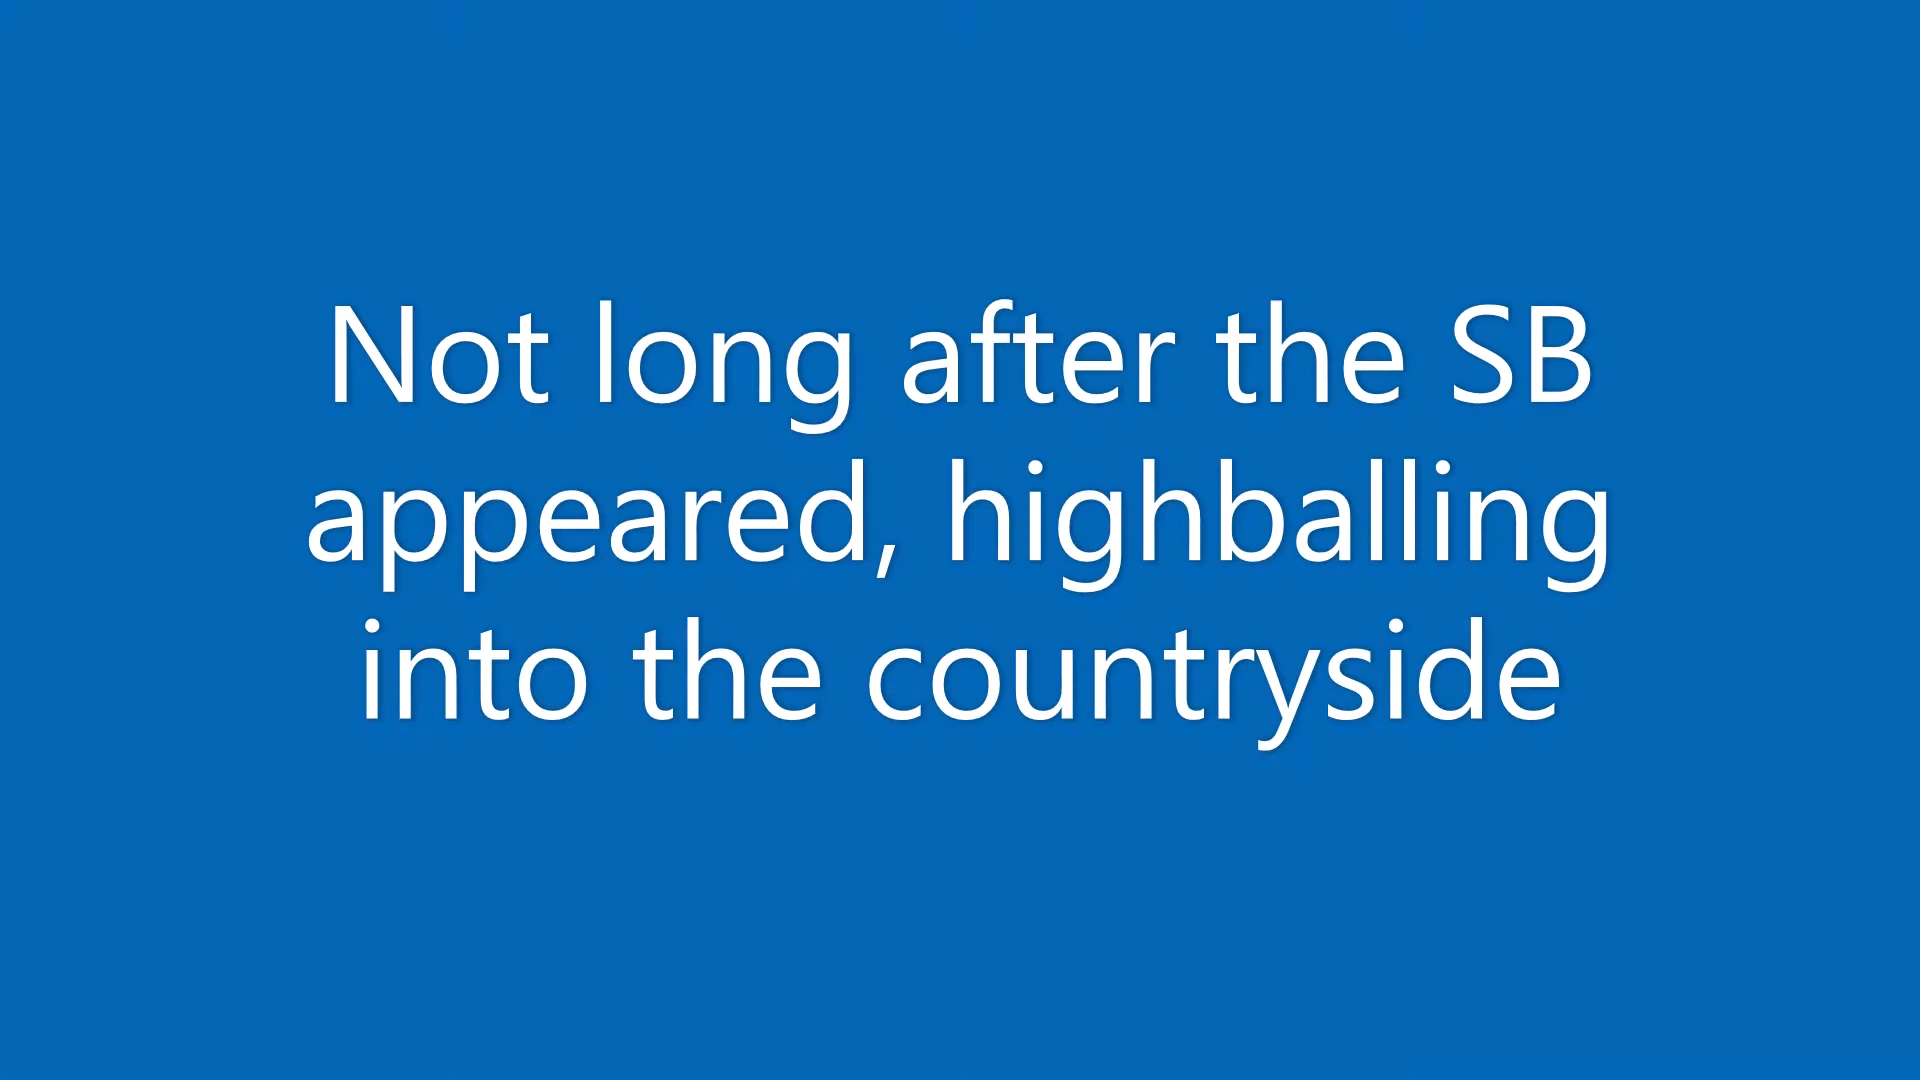 Not long after the SB
appeared, highballing
into the countryside